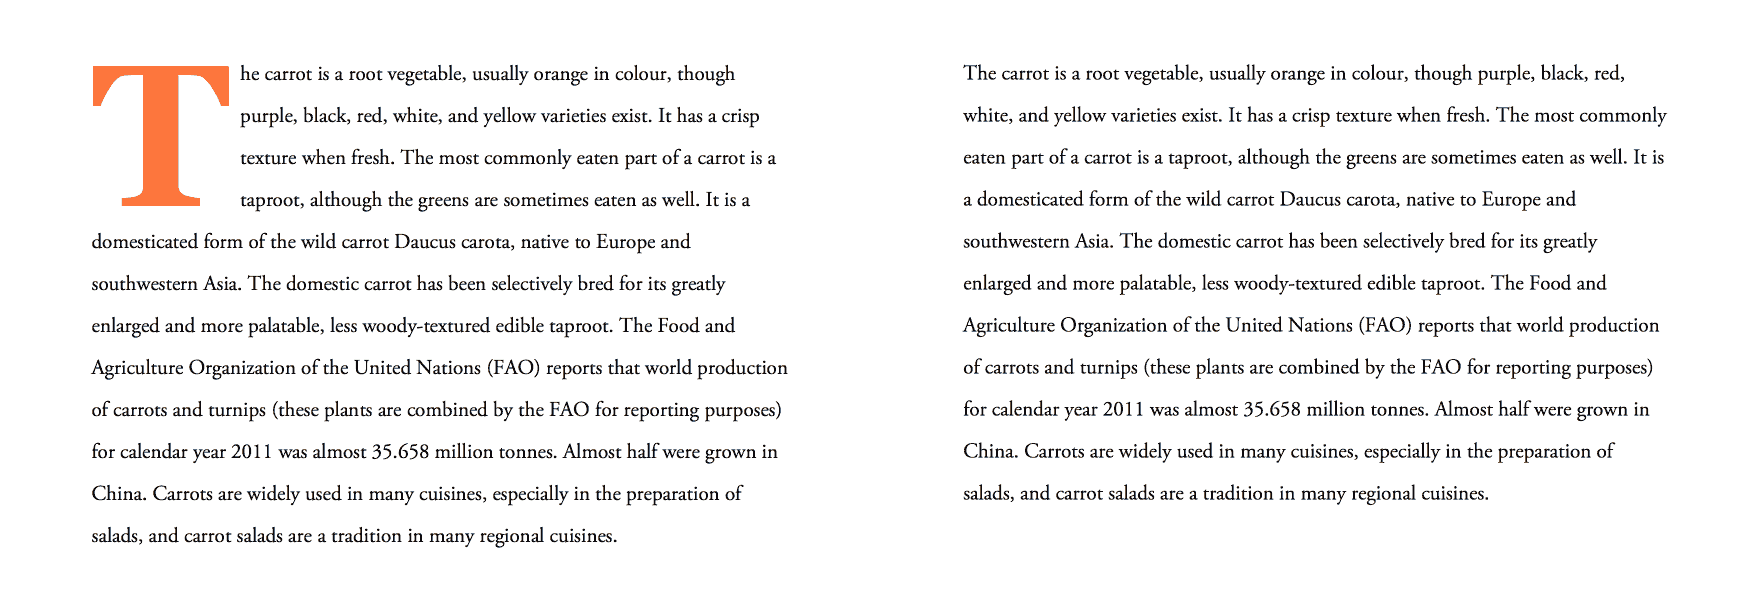 The carrot is a root vegetable, usually orange in colour, though
purple, black, red, white, and yellow varieties exist. It has a crisp
texture when fresh. The most commonly eaten part of a carrot is a
taproot, although the greens are sometimes eaten as well. It is a
domesticated form of the wild carrot Daucus carota, native to Europe and
southwestern Asia. The domestic carrot has been selectively bred for its greatly
enlarged and more palatable, less woody-textured edible taproot. The Food and
Agriculture Organization of the United Nations (FAO) reports that world production
of carrots and turnips (these plants are combined by the FAO for reporting purposes)
for calendar year 2011 was almost 35.658 million tonnes. Almost half were grown in
China. Carrots are widely used in many cuisines, especially in the preparation of
salads, and carrot salads are a tradition in many regional cuisines.
The carrot is a root vegetable, usually orange in colour, though purple, black, red,
white, and yellow varieties exist. It has a crisp texture when fresh. The most commonly
eaten part of a carrot is a taproot, although the greens are sometimes eaten as well. It is
a domesticated form of the wild carrot Daucus carota, native to Europe and
southwestern Asia. The domestic carrot has been selectively bred for its greatly
enlarged and more palatable, less woody-textured edible taproot. The Food and
Agriculture Organization of the United Nations (FAO) reports that world production
of carrots and turnips (these plants are combined by the FAO for reporting purposes)
for calendar year 2011 was almost 35.658 million tonnes. Almost half were grown in
China. Carrots are widely used in many cuisines, especially in the preparation of
salads, and carrot salads are a tradition in many regional cuisines.